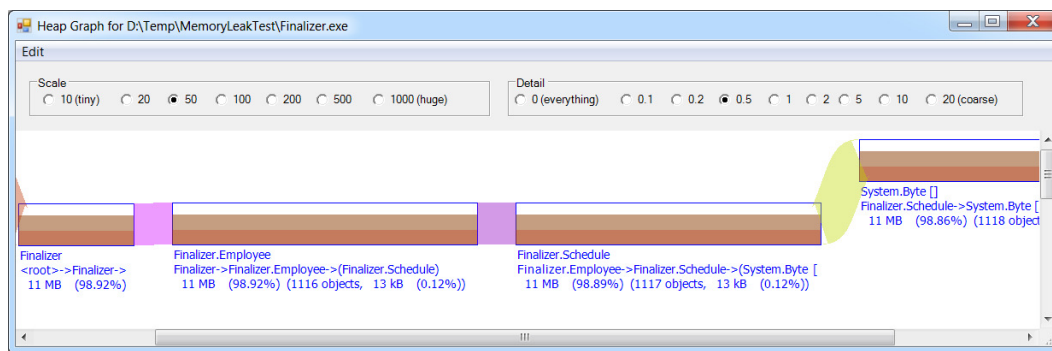 Heap Graph for D:\Temp\MemoryLeakTest\Finalizer.exe
Edit
Scale
10 (tiny) 20 50 100 200 500 1000 (huge)
Detail
0 (everything) 0.1 0.2 0.5 1 2 5 10 20 (coarse)
System.Byte []
Finalizer.Schedule->System.Byte [
11 MB (98.86%) (1118 object
Finalizer
<root>->Finalizer->
11 MB (98.92%)
Finalizer.Employee
Finalizer->Finalizer.Employee->(Finalizer.Schedule)
11 MB (98.92%) (1116 objects, 13 kB (0.12%))
Finalizer.Schedule
Finalizer.Employee->Finalizer.Schedule->(System.Byte [
11 MB (98.89%) (1117 objects, 13 kB (0.12%))